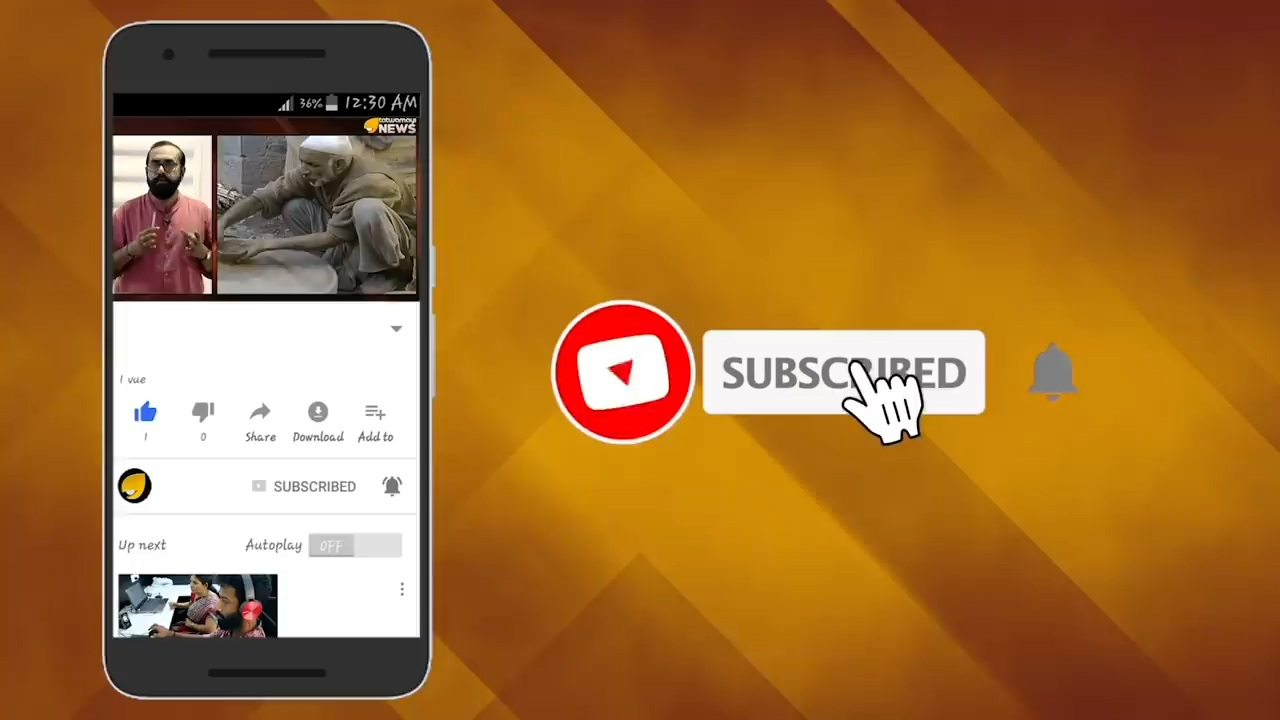 36% 12:30 AM
tatwamayi
NEWS
1 vue
1 0 Share Download Add to
SUBSCRIBED
Up next Autoplay OFF
SUBSCRIBED